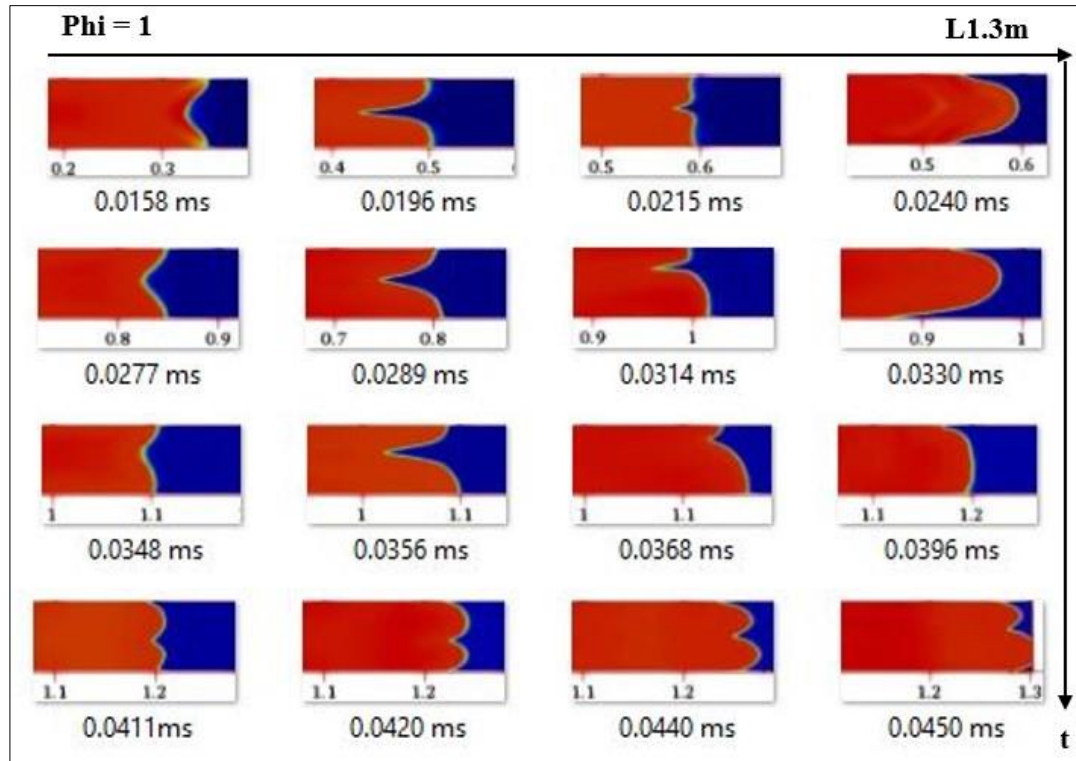 Phi = 1 L1.3m
0.2 0.3 0.4 0.5 0.5 0.6 0.5 0.6
0.0158 ms 0.0196 ms 0.0215 ms 0.0240 ms
0.8 0.9 0.7 0.8 0.9 1 0.9 1
0.0277 ms 0.0289 ms 0.0314 ms 0.0330 ms
1 1.1 1 1.1 1 1.1 1.1 1.2
0.0348 ms 0.0356 ms 0.0368 ms 0.0396 ms
1.1 1.2 1.1 1.2 1.1 1.2 1.2 1.3
0.0411ms 0.0420 ms 0.0440 ms 0.0450 ms
t